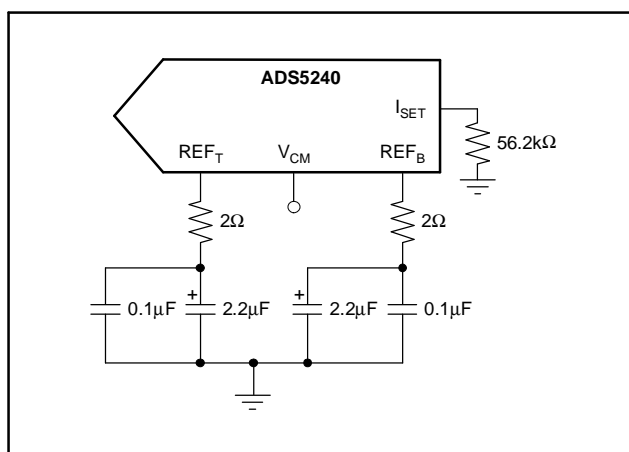 ADS5240
I_SET
56.2kΩ
REF_T V_CM REF_B
2Ω 2Ω
+ +
0.1μF 2.2μF 2.2μF 0.1μF